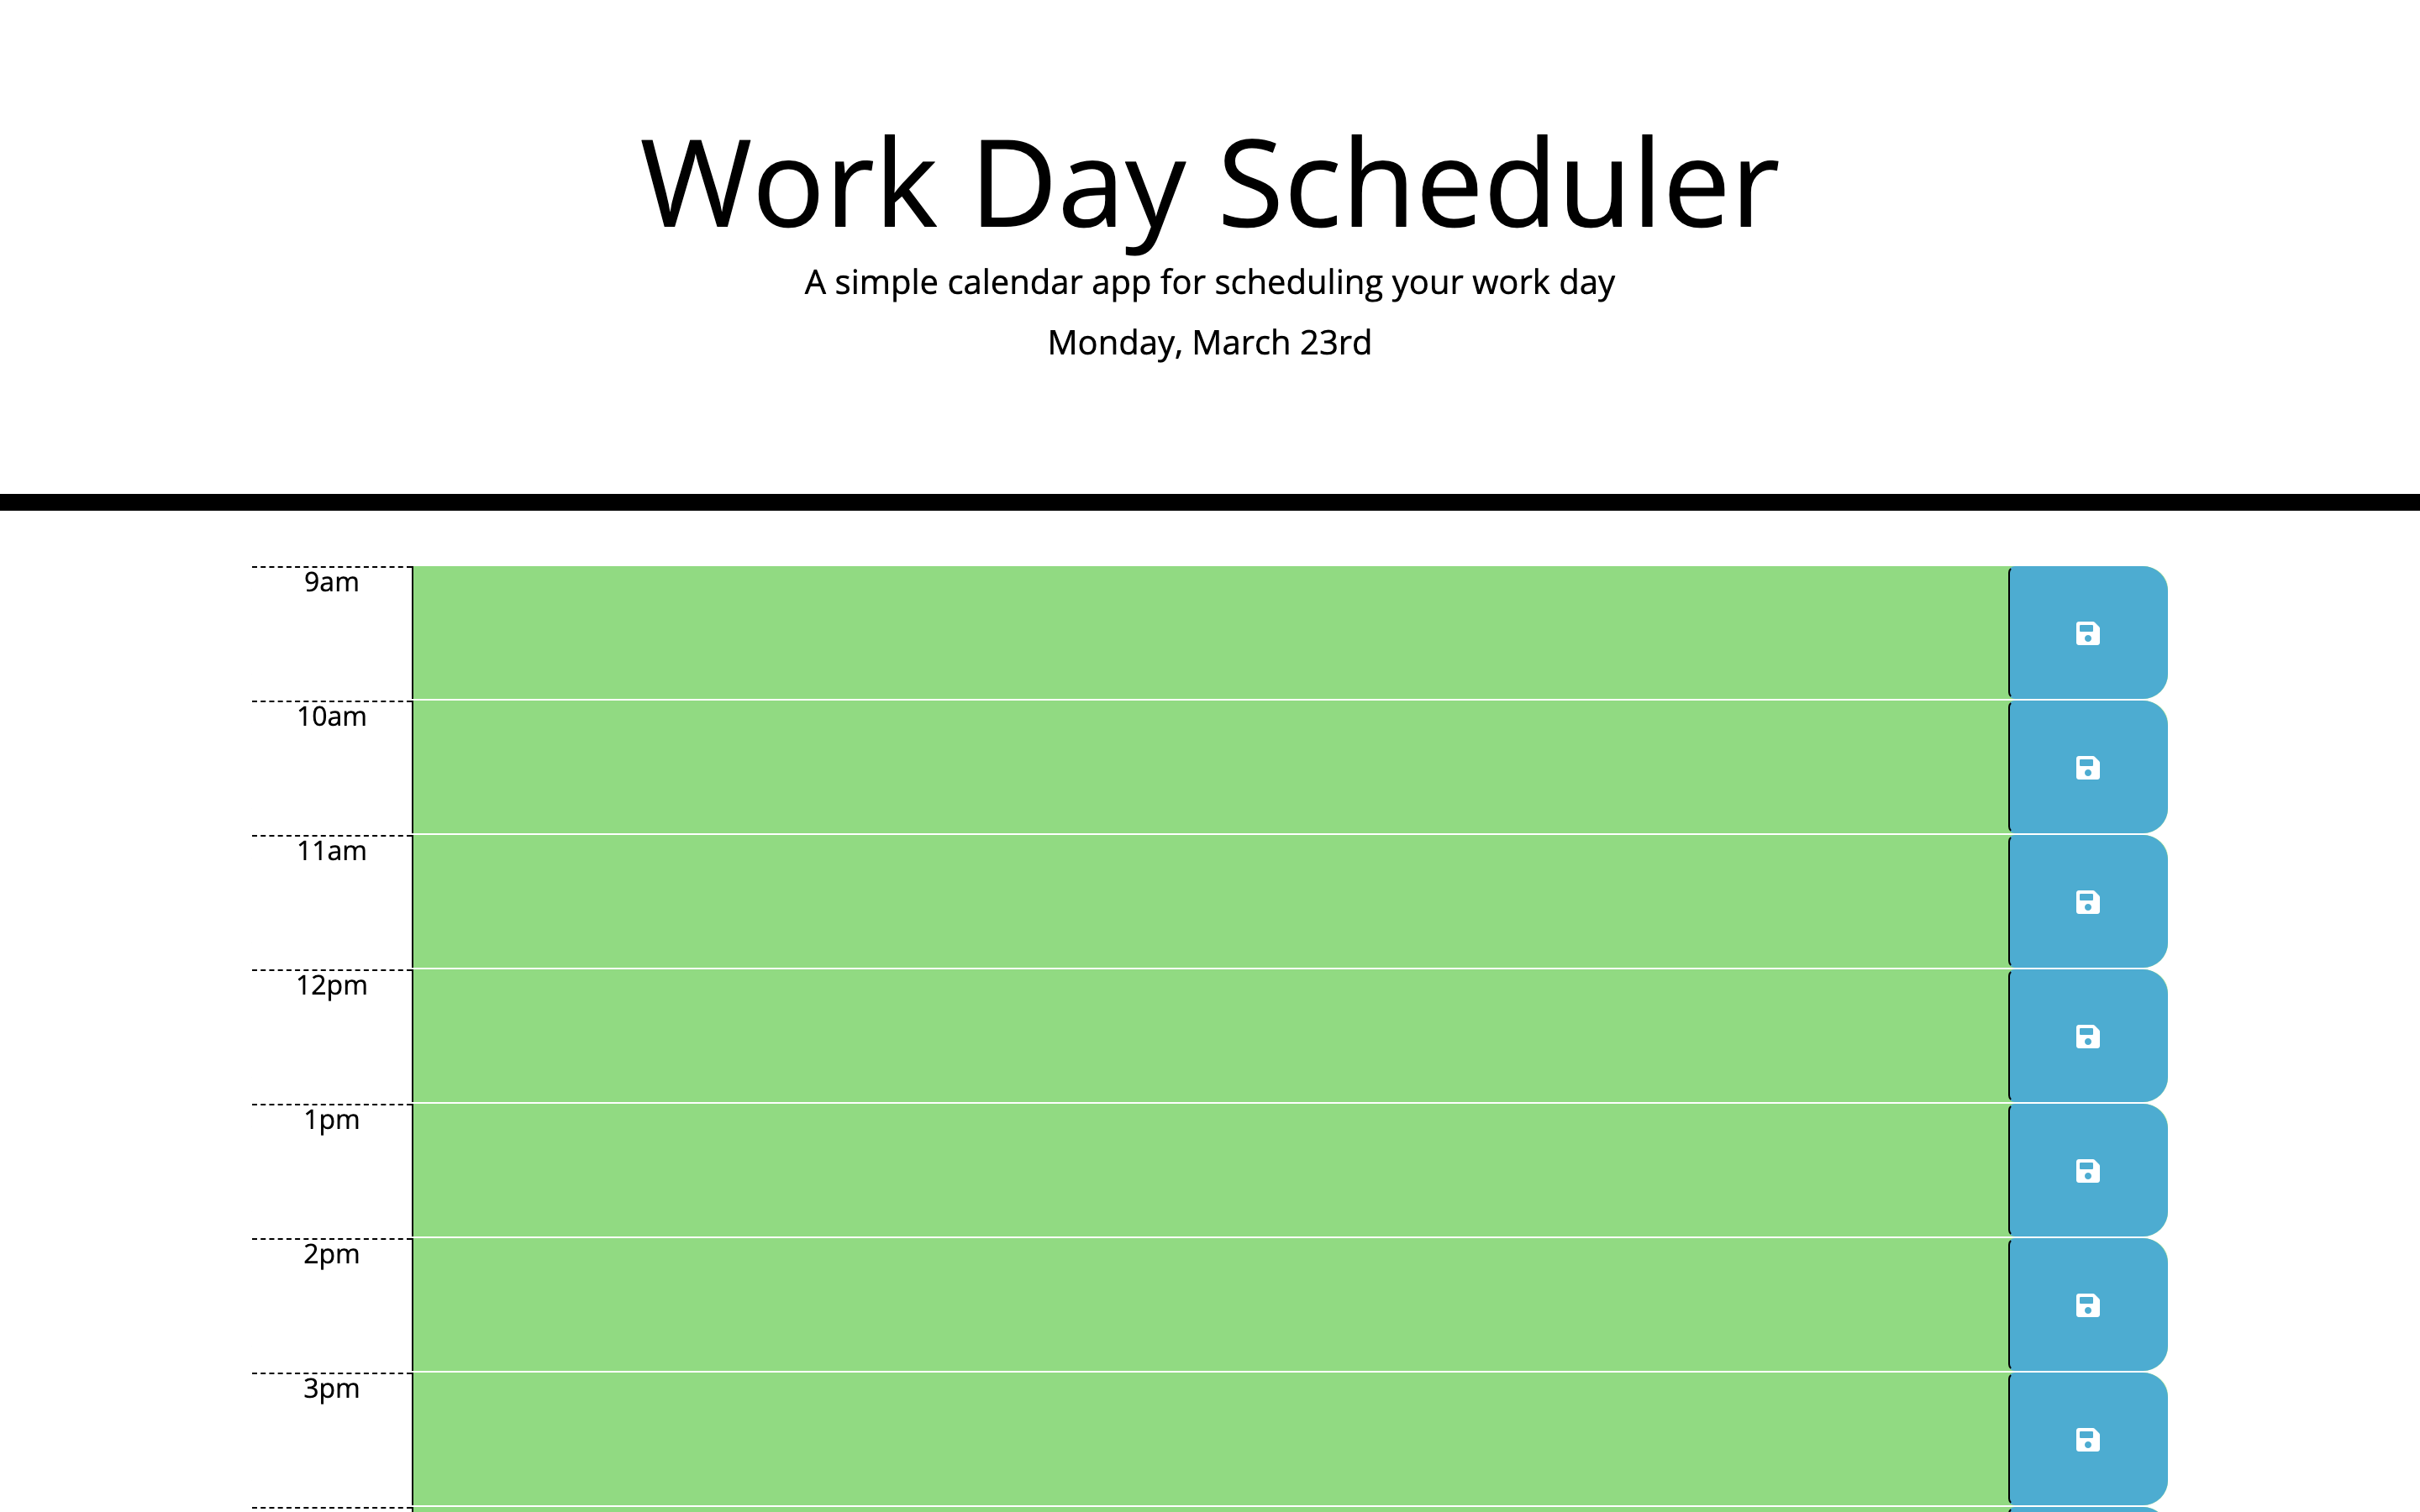 Work Day Scheduler
A simple calendar app for scheduling your work day
Monday, March 23rd
9am
10am
11am
12pm
1pm
2pm
3pm